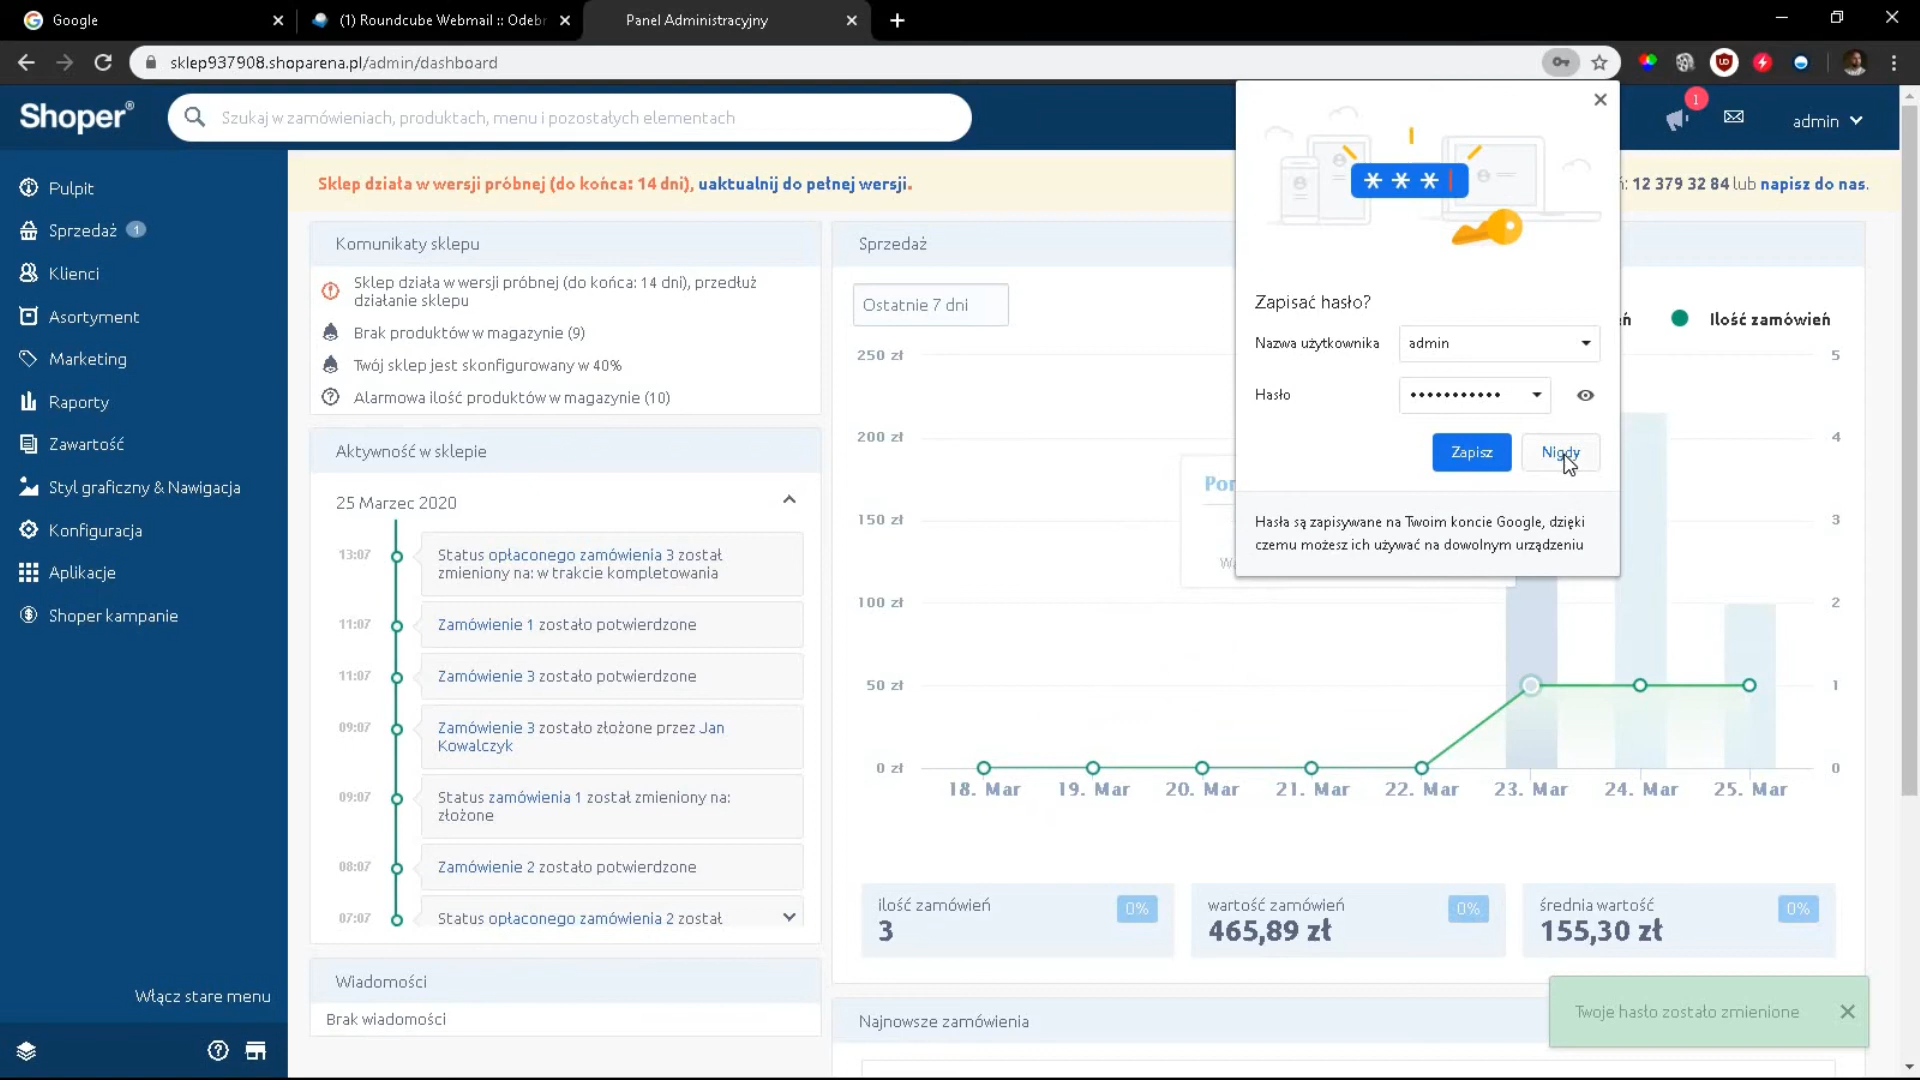 Google
(1) Roundcube Webmail :: Odebr
Panel Administracyjny
sklep937908.shoparena.pl/admin/dashboard
Shoper®
Szukaj w zamówieniach, produktach, menu i pozostałych elementach
1
admin
Pulpit
Sprzedaż 1
Klienci
Asortyment
Marketing
Raporty
Zawartość
Styl graficzny & Nawigacja
Konfiguracja
Aplikacje
Shoper kampanie
Włącz stare menu
Sklep działa w wersji próbnej (do końca: 14 dni), uaktualnij do pełnej wersji.
12 379 32 84 lub napisz do nas.
Komunikaty sklepu
Sklep działa w wersji próbnej (do końca: 14 dni), przedłuż
działanie sklepu
Brak produktów w magazynie (9)
Twój sklep jest skonfigurowany w 40%
Alarmowa ilość produktów w magazynie (10)
Aktywność w sklepie
25 Marzec 2020
13:07
Status opłaconego zamówienia 3 został
zmieniony na: w trakcie kompletowania
11:07
Zamówienie 1 zostało potwierdzone
11:07
Zamówienie 3 zostało potwierdzone
09:07
Zamówienie 3 zostało złożone przez Jan
Kowalczyk
09:07
Status zamówienia 1 został zmieniony na:
złożone
08:07
Zamówienie 2 zostało potwierdzone
07:07
Status opłaconego zamówienia 2 został
Wiadomości
Brak wiadomości
Sprzedaż
Ostatnie 7 dni
Ilość zamówień
250 zł
200 zł
150 zł
100 zł
50 zł
0 zł
5
4
3
2
1
0
18. Mar
19. Mar
20. Mar
21. Mar
22. Mar
23. Mar
24. Mar
25. Mar
ilość zamówień
3
0%
wartość zamówień
465,89 zł
0%
średnia wartość
155,30 zł
0%
Najnowsze zamówienia
Zapisać hasło?
Nazwa użytkownika
admin
Hasło
•••••••••••
Zapisz
Nigdy
Hasła są zapisywane na Twoim koncie Google, dzięki
czemu możesz ich używać na dowolnym urządzeniu
Twoje hasło zostało zmienione